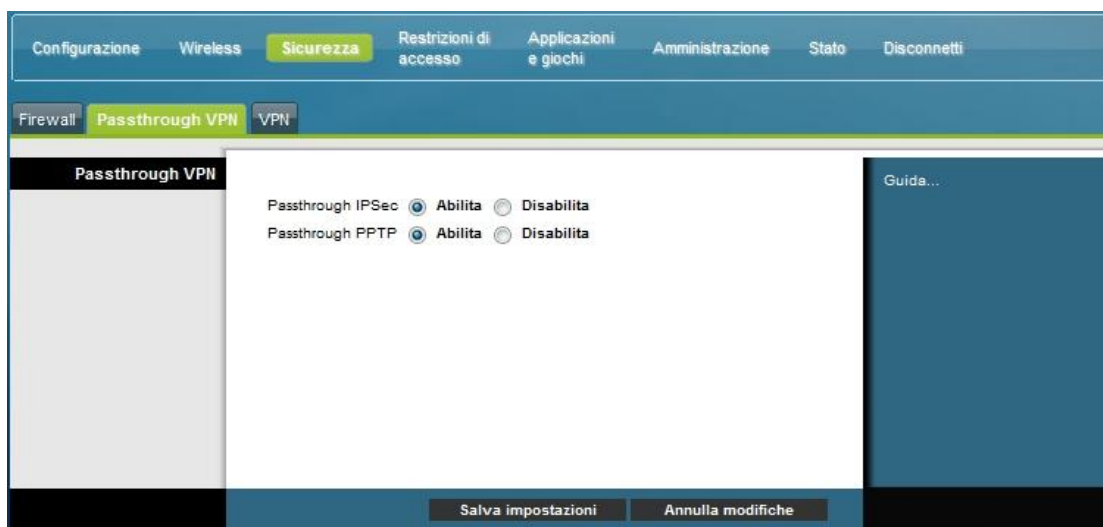 Configurazione
Wireless
Sicurezza
Restrizioni di
accesso
Applicazioni
e giochi
Amministrazione
Stato
Disconnetti
Firewall
Passthrough VPN
VPN
Passthrough VPN
Passthrough IPSec Abilita Disabilita
Passthrough PPTP Abilita Disabilita
Guida...
Salva impostazioni
Annulla modifiche